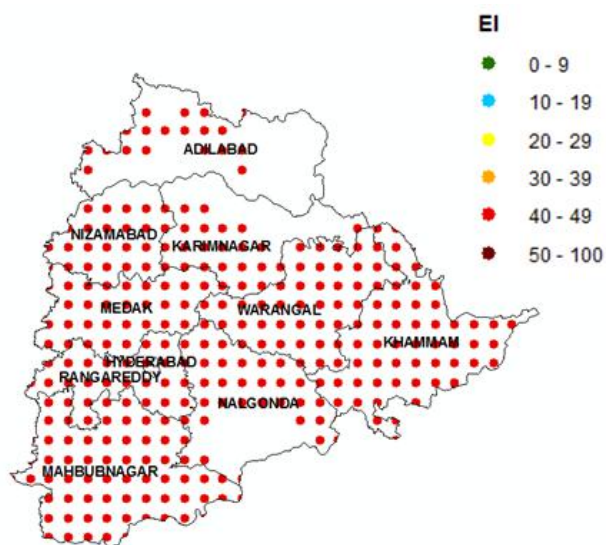 EI
0 - 9
10 - 19
20 - 29
30 - 39
40 - 49
50 - 100
ADILABAD
NIZAMABAD
KARIMNAGAR
MEDAK
WARANGAL
KHAMMAM
HYDERABAD
RANGAREDDY
NALGONDA
MAHBUBNAGAR